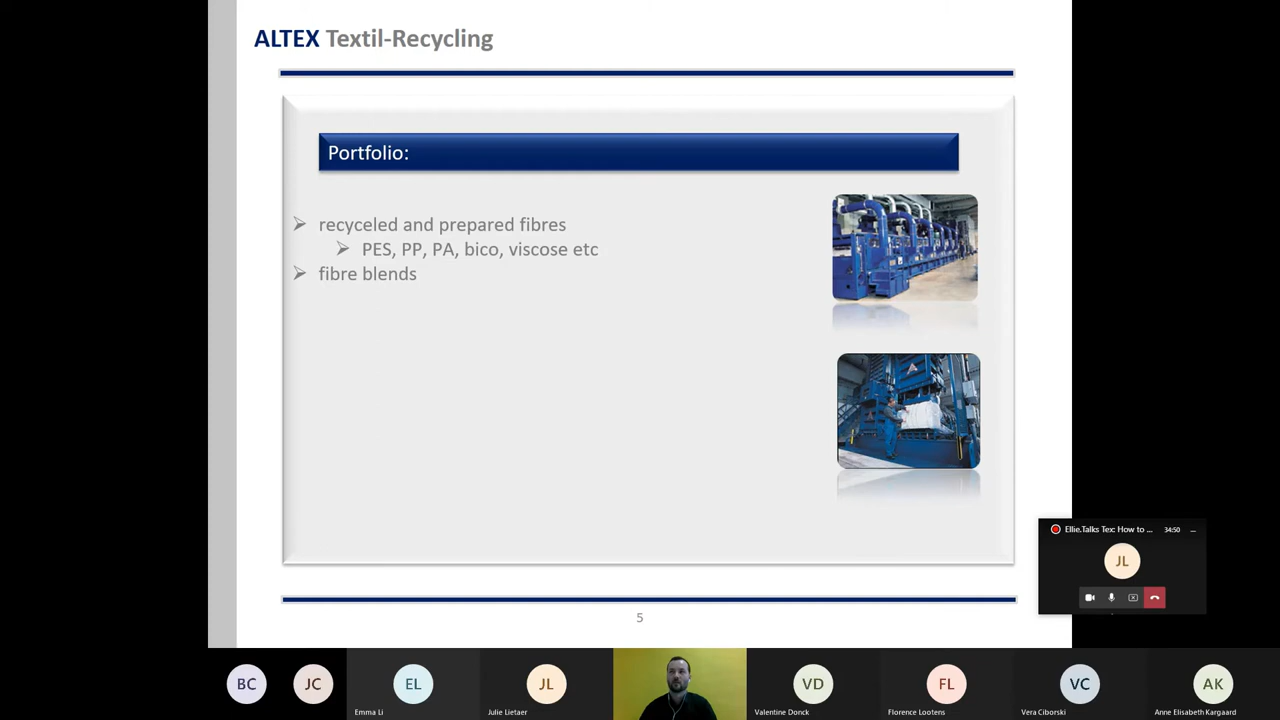 ALTEX Textil-Recycling
Portfolio:
recyceled and prepared fibres
PES, PP, PA, bico, viscose etc
fibre blends
Ellie.Talks Tex: How to ... 34:50
JL
5
BC JC EL JL VD FL VC AK
Emma Li Julie Lietaer Valentine Donck Florence Lootens Vera Ciborski Anne Elisabeth Kargaard